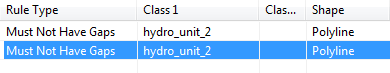 Rule Type Class 1 Clas... Shape
Must Not Have Gaps hydro_unit_2 Polyline
Must Not Have Gaps hydro_unit_2 Polyline